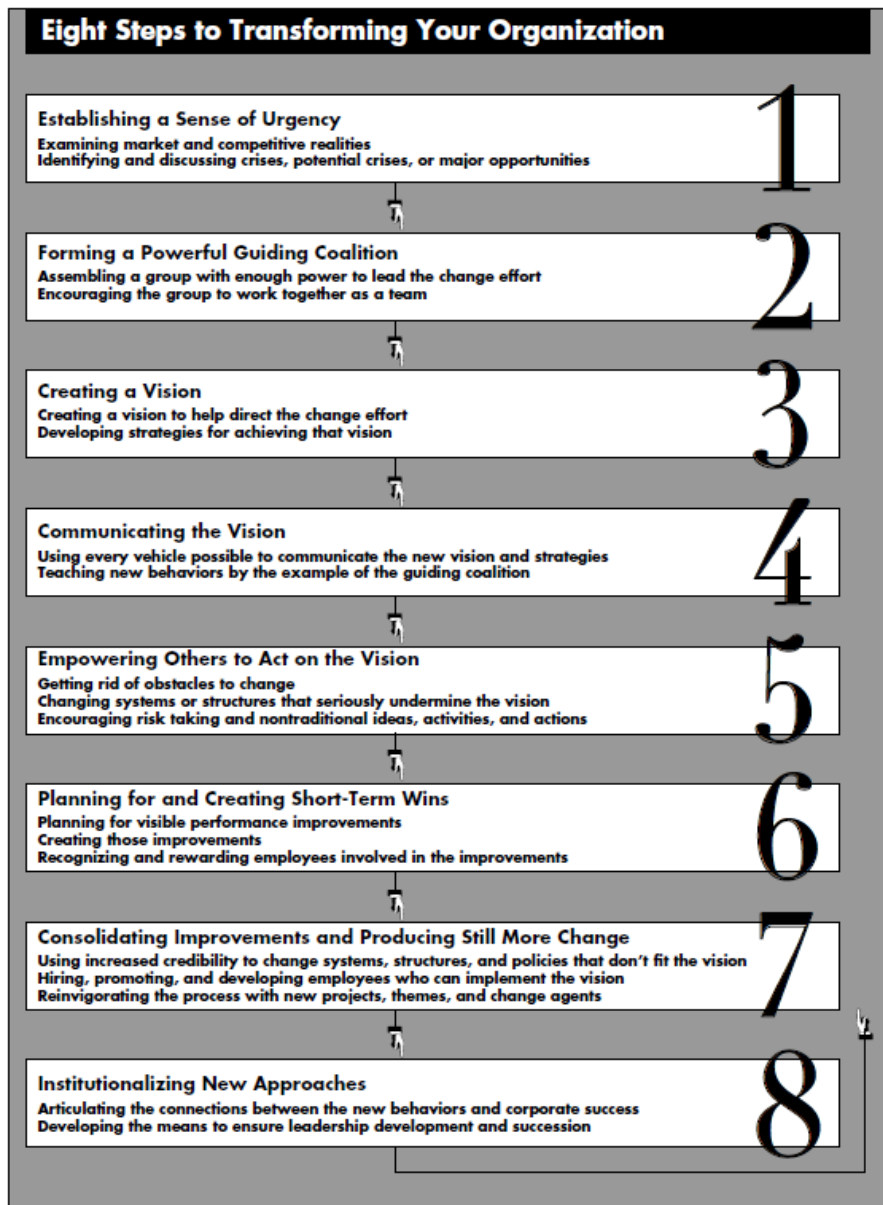 Eight Steps to Transforming Your Organization
1
Establishing a Sense of Urgency
Examining market and competitive realities
Identifying and discussing crises, potential crises, or major opportunities
2
Forming a Powerful Guiding Coalition
Assembling a group with enough power to lead the change effort
Encouraging the group to work together as a team
3
Creating a Vision
Creating a vision to help direct the change effort
Developing strategies for achieving that vision
4
Communicating the Vision
Using every vehicle possible to communicate the new vision and strategies
Teaching new behaviors by the example of the guiding coalition
5
Empowering Others to Act on the Vision
Getting rid of obstacles to change
Changing systems or structures that seriously undermine the vision
Encouraging risk taking and nontraditional ideas, activities, and actions
6
Planning for and Creating Short-Term Wins
Planning for visible performance improvements
Creating those improvements
Recognizing and rewarding employees involved in the improvements
7
Consolidating Improvements and Producing Still More Change
Using increased credibility to change systems, structures, and policies that don't fit the vision
Hiring, promoting, and developing employees who can implement the vision
Reinvigorating the process with new projects, themes, and change agents
8
Institutionalizing New Approaches
Articulating the connections between the new behaviors and corporate success
Developing the means to ensure leadership development and succession